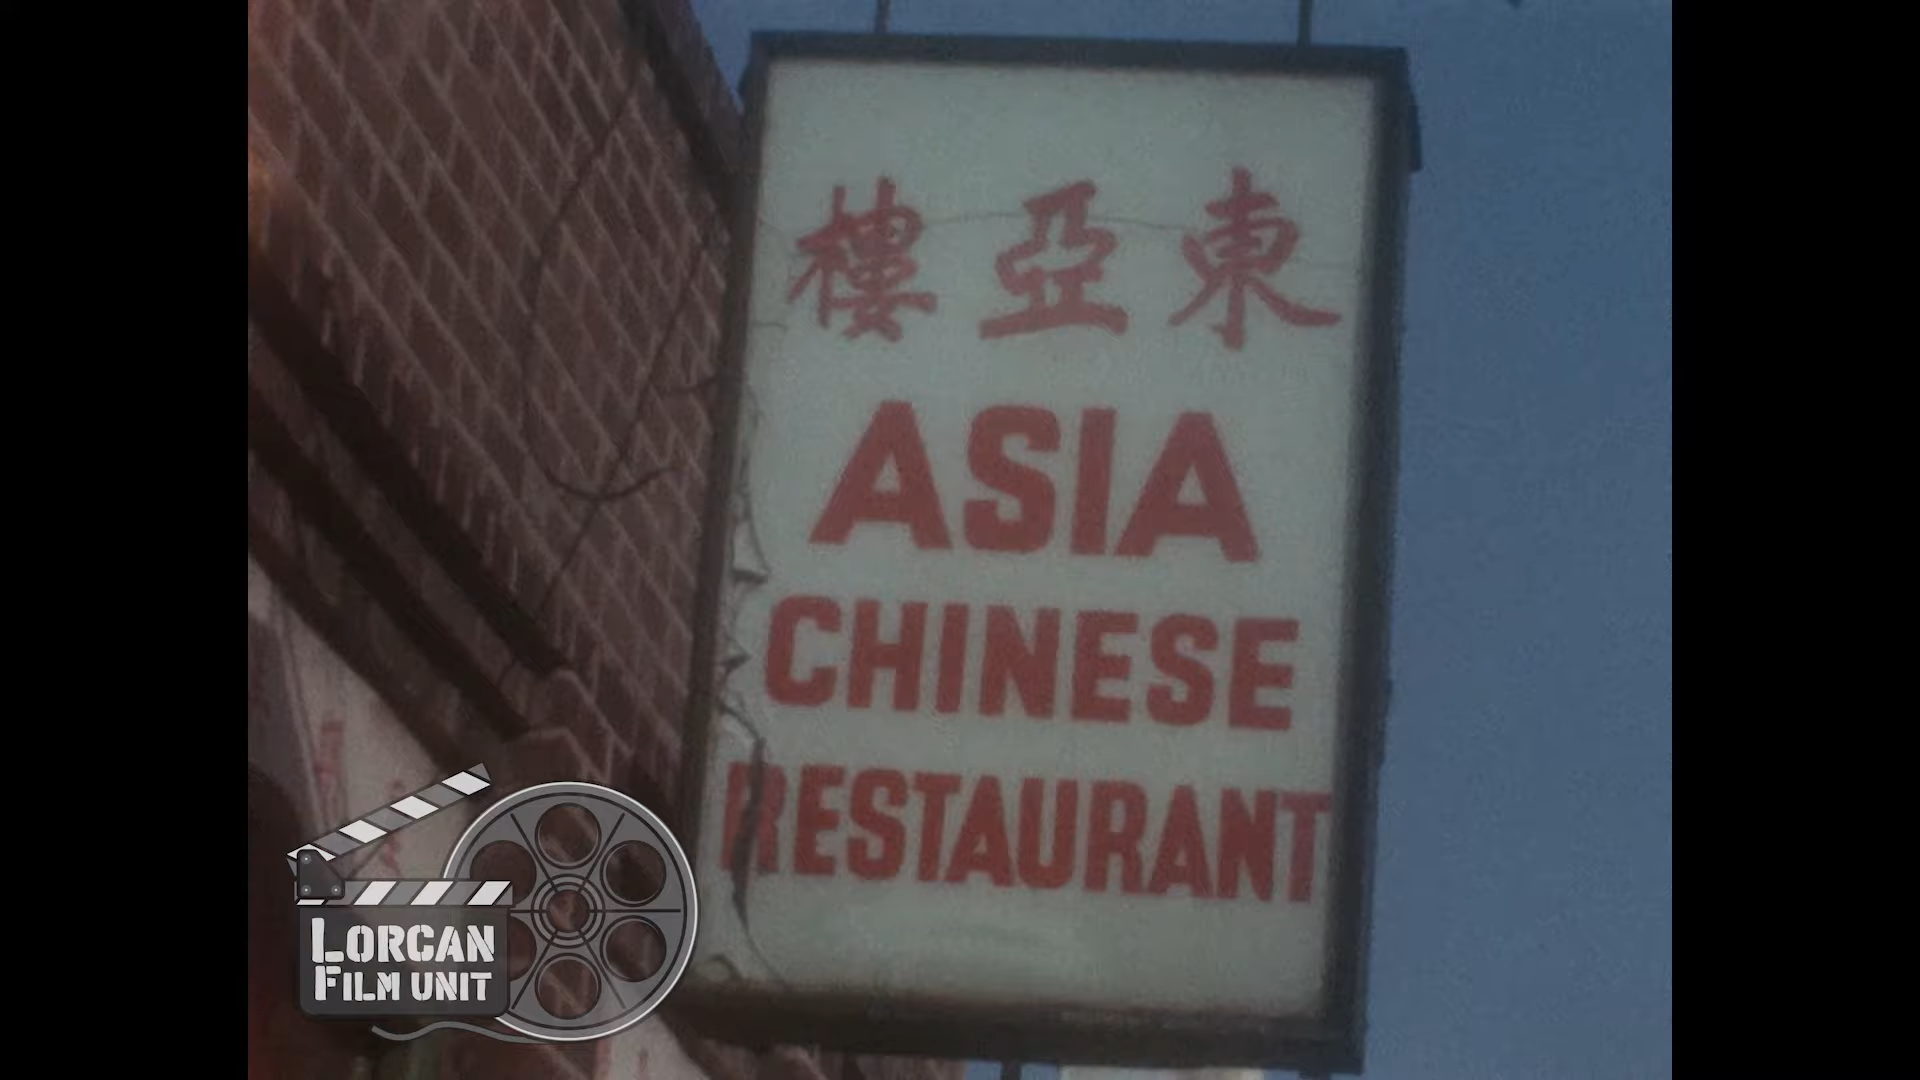 東亞樓
ASIA
CHINESE
RESTAURANT
LORCAN
FILM UNIT